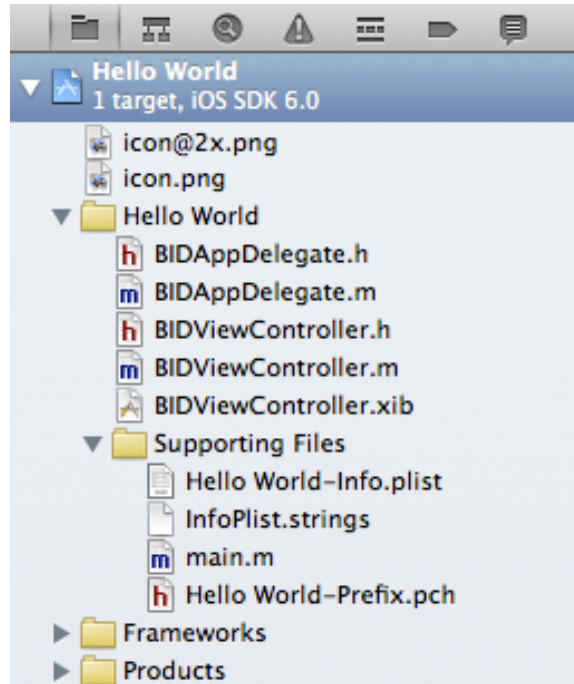 Hello World
1 target, iOS SDK 6.0
icon@2x.png
icon.png
Hello World
h BIDAppDelegate.h
m BIDAppDelegate.m
h BIDViewController.h
m BIDViewController.m
BIDViewController.xib
Supporting Files
Hello World-Info.plist
InfoPlist.strings
m main.m
h Hello World-Prefix.pch
Frameworks
Products